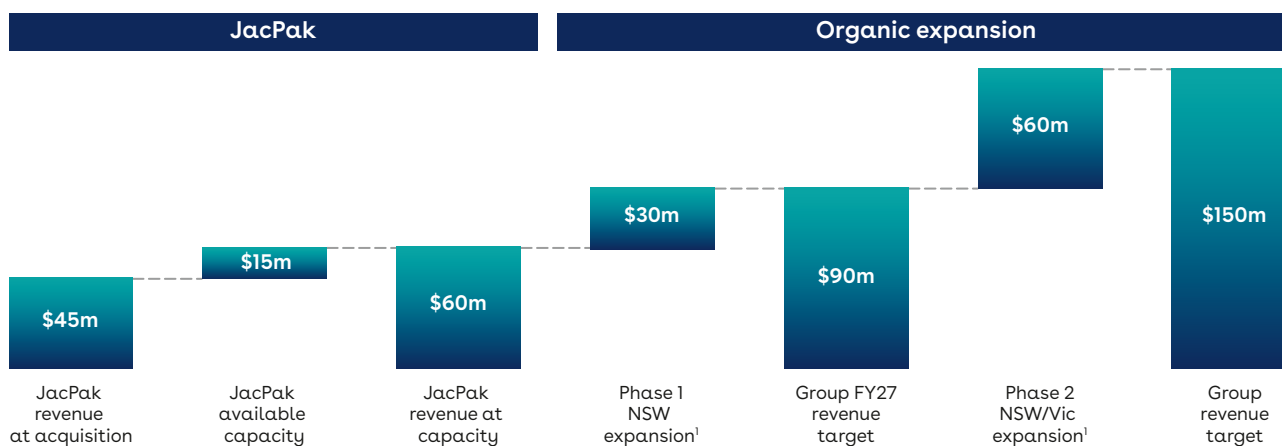 JacPak
Organic expansion
$45m
$15m
$60m
$30m
$90m
$60m
$150m
JacPak
revenue
at acquisition
JacPak
available
capacity
JacPak
revenue at
capacity
Phase 1
NSW
expansion¹
Group FY27
revenue
target
Phase 2
NSW/Vic
expansion¹
Group
revenue
target